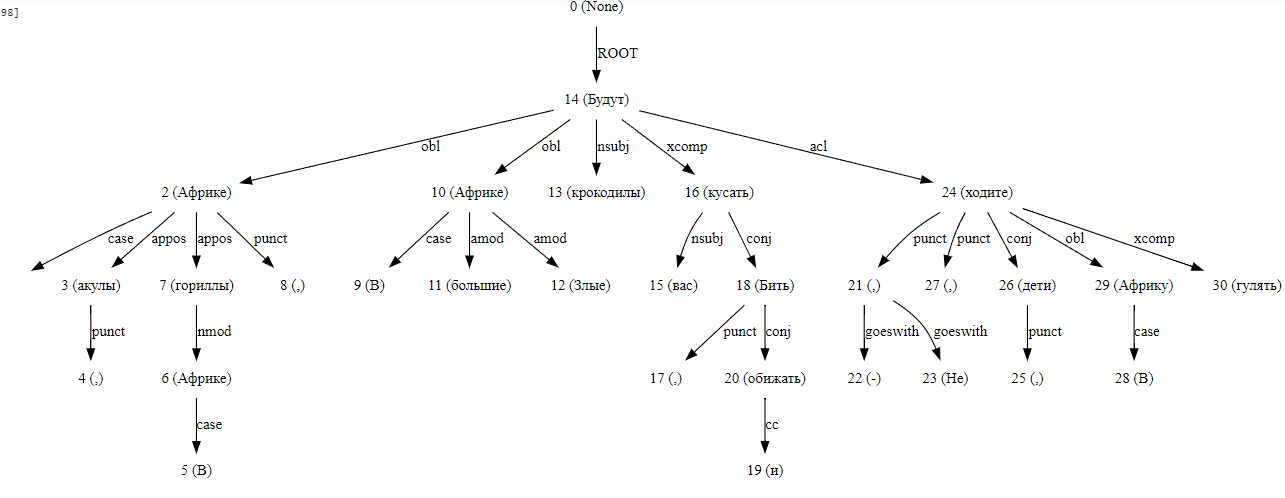 98]
0 (None)
ROOT
14 (Будут)
obl obl nsubj xcomp acl
2 (Африке) 10 (Африке) 13 (крокодилы) 16 (кусать) 24 (ходите)
case appos appos punct case amod amod nsubj conj punct punct conj obl xcomp
3 (акулы) 7 (гориллы) 8 (,) 9 (В) 11 (большие) 12 (Злые) 15 (вас) 18 (Бить) 21 (,) 27 (,) 26 (дети) 29 (Африку) 30 (гулять)
punct nmod punct conj goeswith goeswith punct case
4 (,) 6 (Африке) 17 (,) 20 (обижать) 22 (-) 23 (Не) 25 (,) 28 (В)
case cc
5 (В) 19 (и)